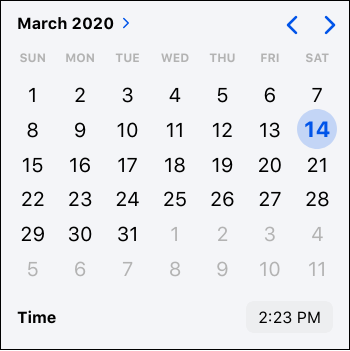 March 2020
SUN MON TUE WED THU FRI SAT
1 2 3 4 5 6 7
8 9 10 11 12 13 14
15 16 17 18 19 20 21
22 23 24 25 26 27 28
29 30 31 1 2 3 4
5 6 7 8 9 10 11
Time 2:23 PM